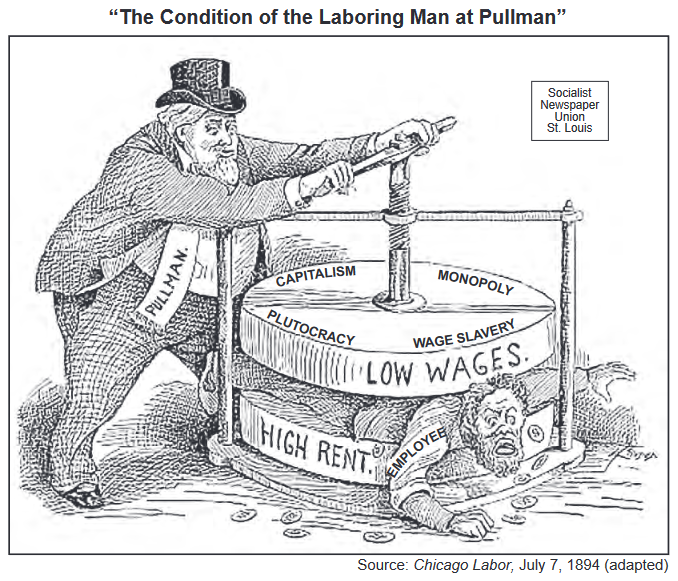 “The Condition of the Laboring Man at Pullman”
Socialist
Newspaper
Union
St. Louis
PULLMAN.
CAPITALISM
MONOPOLY
PLUTOCRACY
WAGE SLAVERY
LOW WAGES.
HIGH RENT.
EMPLOYEE
Source: Chicago Labor, July 7, 1894 (adapted)